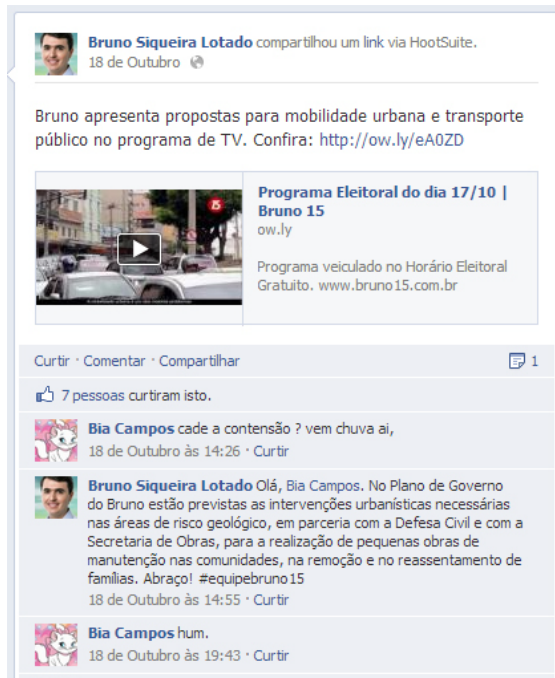 Bruno Siqueira Lotado compartilhou um link via HootSuite.
18 de Outubro
Bruno apresenta propostas para mobilidade urbana e transporte
público no programa de TV. Confira: http://ow.ly/eA0ZD
15
Programa Eleitoral do dia 17/10 |
Bruno 15
ow.ly
Programa veiculado no Horário Eleitoral
Gratuito. www.bruno15.com.br
Curtir · Comentar · Compartilhar
1
7 pessoas curtiram isto.
Bia Campos cade a contensão ? vem chuva ai,
18 de Outubro às 14:26 · Curtir
Bruno Siqueira Lotado Olá, Bia Campos. No Plano de Governo
do Bruno estão previstas as intervenções urbanísticas necessárias
nas áreas de risco geológico, em parceria com a Defesa Civil e com a
Secretaria de Obras, para a realização de pequenas obras de
manutenção nas comunidades, na remoção e no reassentamento de
famílias. Abraço! #equipebruno15
18 de Outubro às 14:55 · Curtir
Bia Campos hum.
18 de Outubro às 19:43 · Curtir